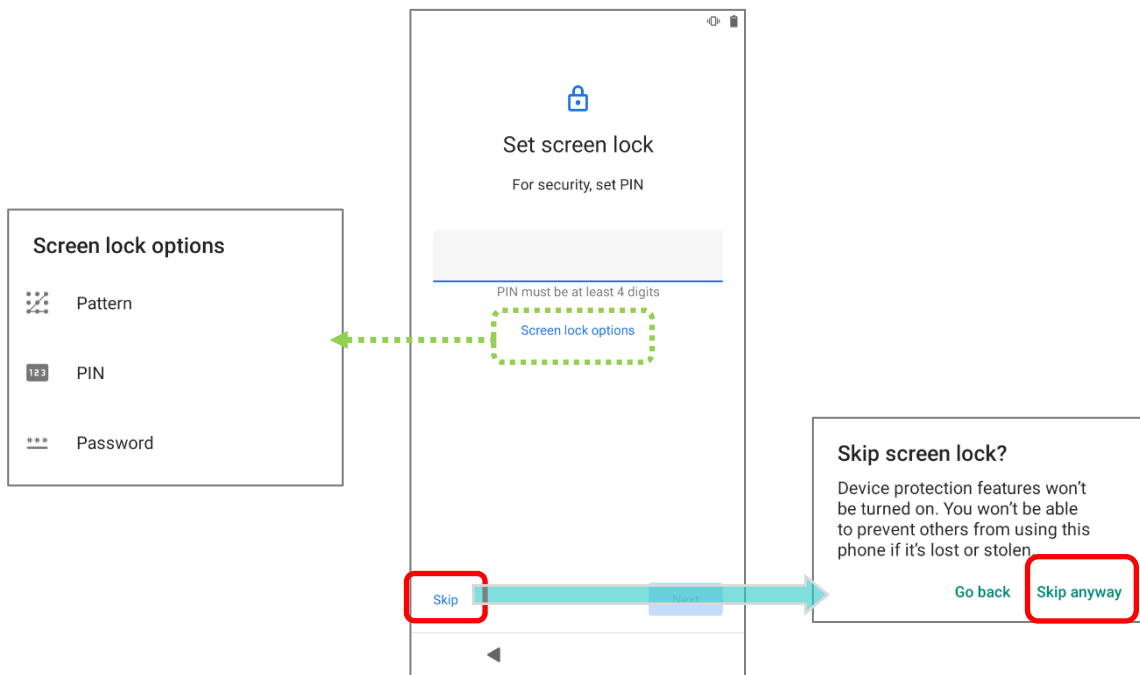 Set screen lock
For security, set PIN
PIN must be at least 4 digits
Screen lock options
Skip
Next
Screen lock options
Pattern
123
PIN
***
Password
Skip screen lock?
Device protection features won't
be turned on. You won't be able
to prevent others from using this
phone if it's lost or stolen.
Go back
Skip anyway